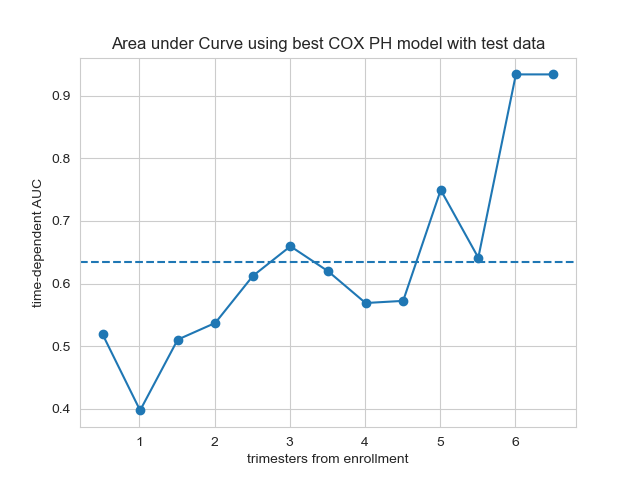 Area under Curve using best COX PH model with test data
time-dependent AUC
0.9
0.8
0.7
0.6
0.5
0.4
1 2 3 4 5 6
trimesters from enrollment